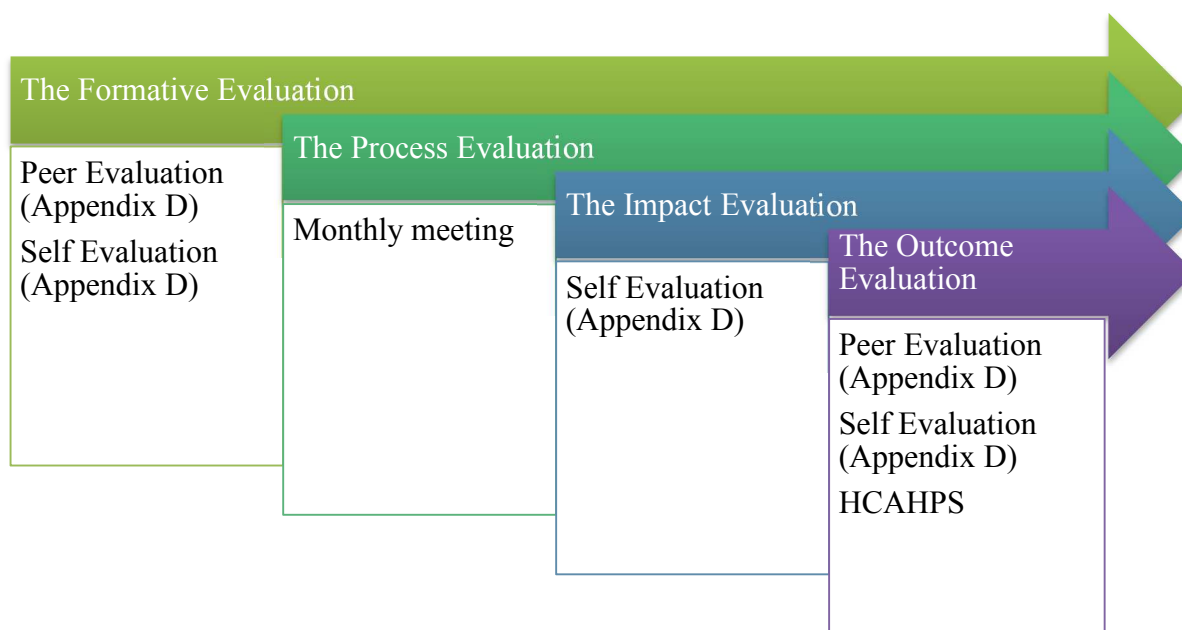 The Formative Evaluation
Peer Evaluation
(Appendix D)
Self Evaluation
(Appendix D)
The Process Evaluation
Monthly meeting
The Impact Evaluation
Self Evaluation
(Appendix D)
The Outcome
Evaluation
Peer Evaluation
(Appendix D)
Self Evaluation
(Appendix D)
HCAHPS